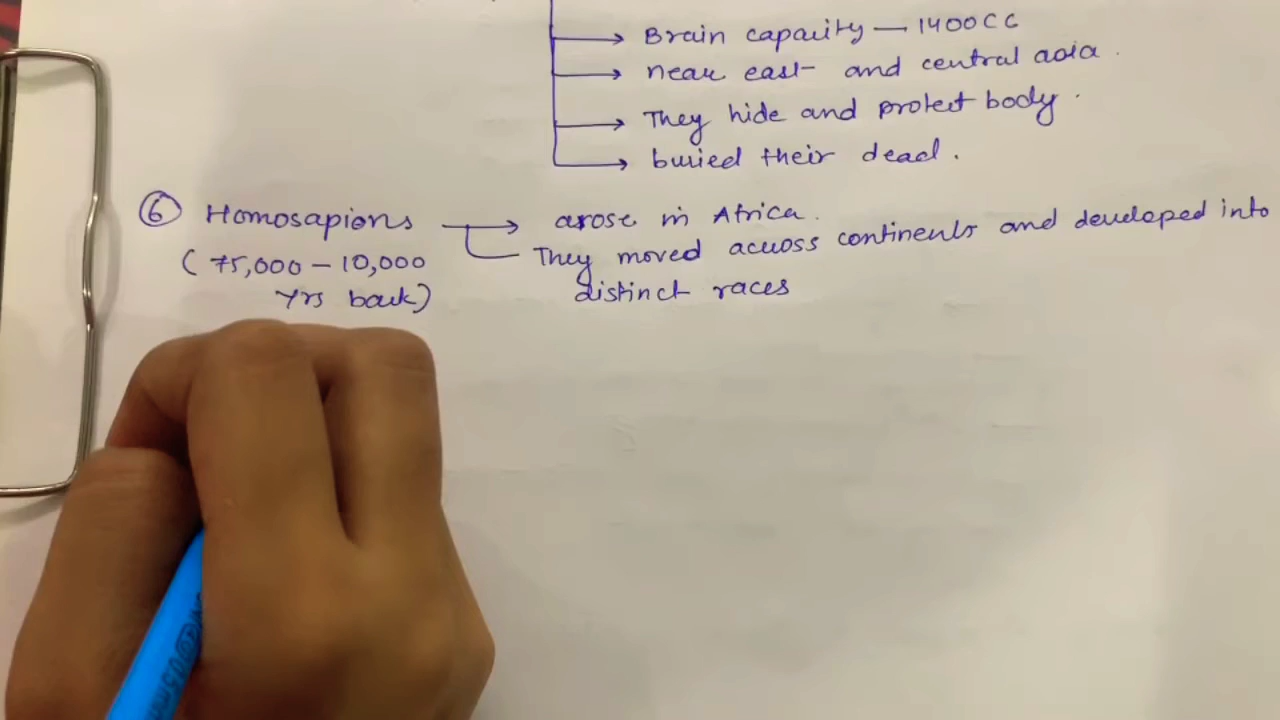 Brain capacity — 1400CC
near east and central asia.
They hide and protect body.
buried their dead.
⑥ Homosapions → arose in Africa.
They moved across continents and developed into
(75,000 – 10,000
distinct races
yrs back)